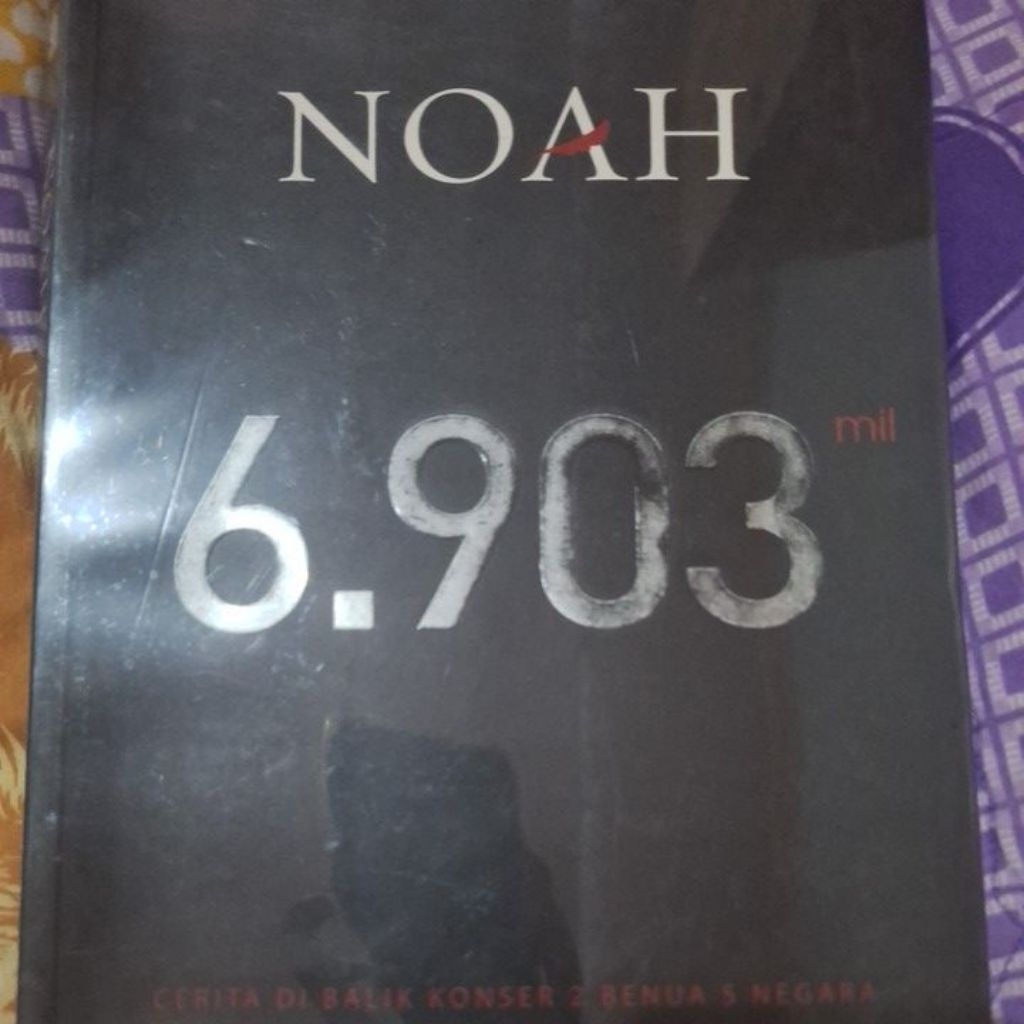 NOAH
6.903 mil
CERITA DI BALIK KONSER 2 BENUA 5 NEGARA